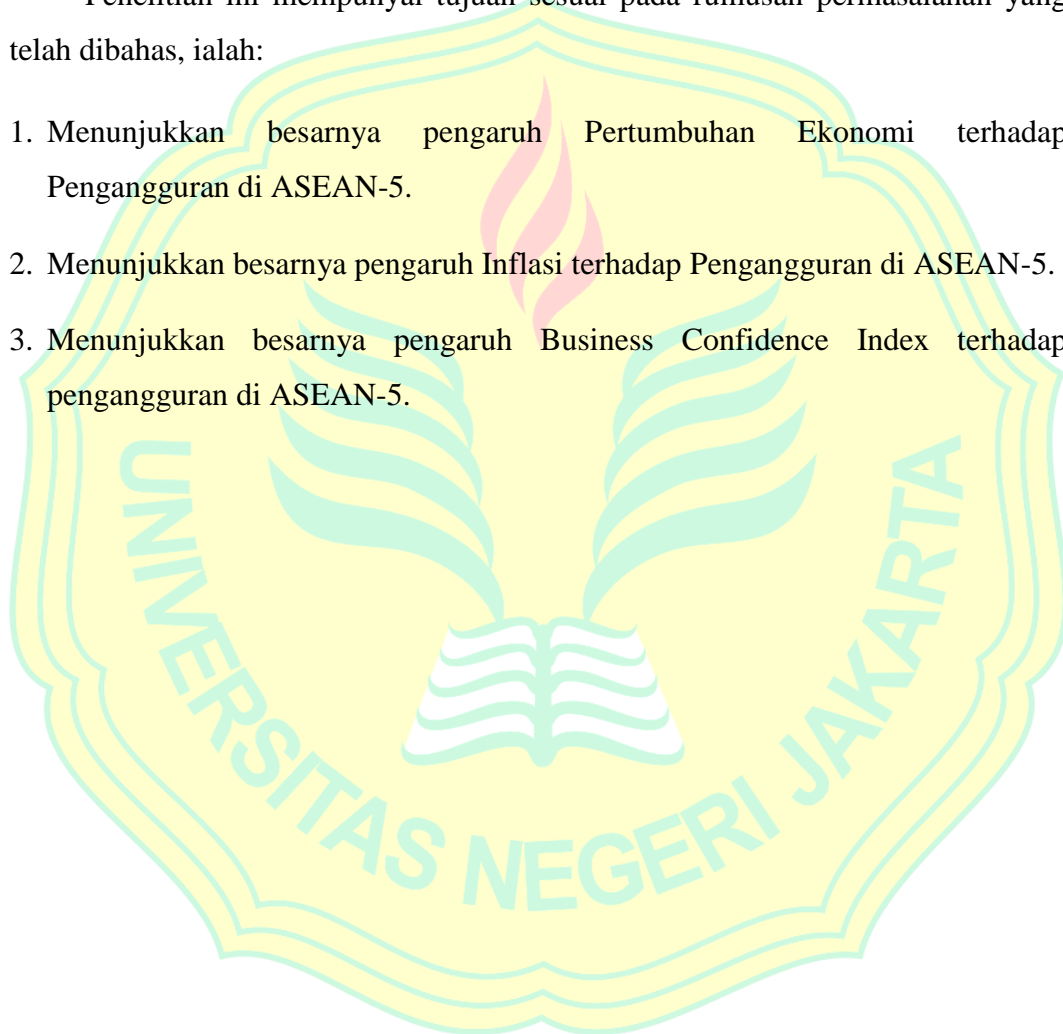 Penelitian ini mempunyai tujuan sesuai pada rumusan permasalahan yang
telah dibahas, ialah:
1. Menunjukkan besarnya pengaruh Pertumbuhan Ekonomi terhadap
Pengangguran di ASEAN-5.
2. Menunjukkan besarnya pengaruh Inflasi terhadap Pengangguran di ASEAN-5.
3. Menunjukkan besarnya pengaruh Business Confidence Index terhadap
pengangguran di ASEAN-5.
UNIVERSITAS NEGERI JAKARTA